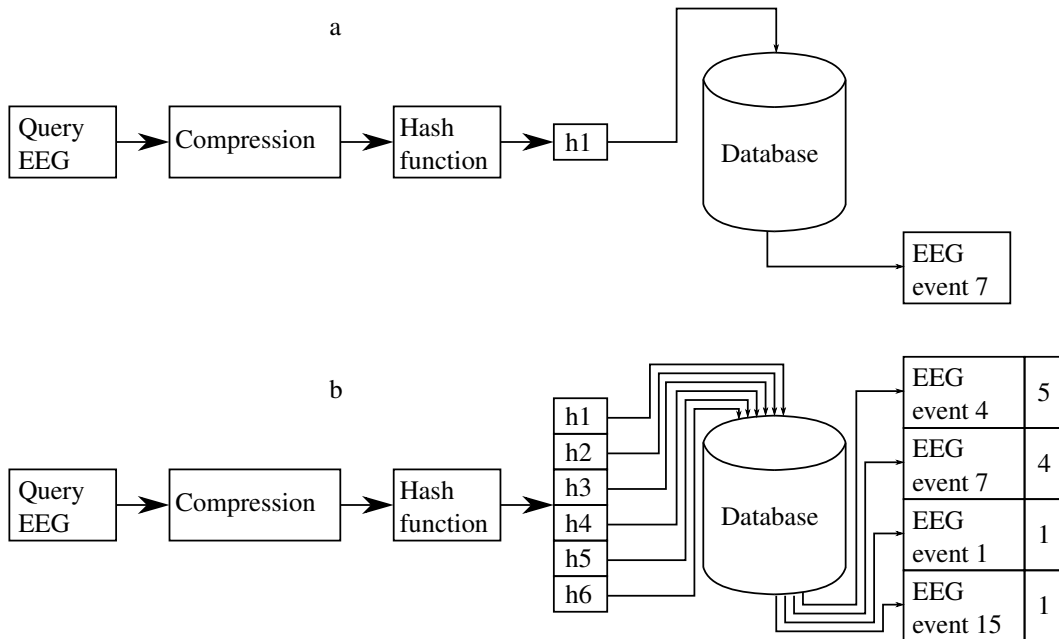 a
Query
EEG
Compression
Hash
function
h1
Database
EEG
event 7
b
Query
EEG
Compression
Hash
function
h1
h2
h3
h4
h5
h6
Database
EEG
event 4
5
EEG
event 7
4
EEG
event 1
1
EEG
event 15
1